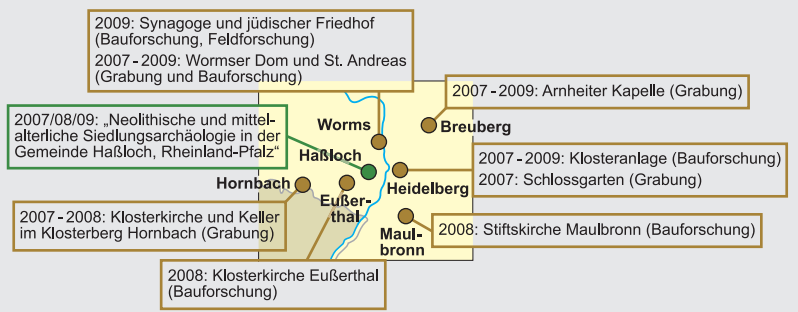 2009: Synagoge und jüdischer Friedhof
(Bauforschung, Feldforschung)
2007 - 2009: Wormser Dom und St. Andreas
(Grabung und Bauforschung)
2007 - 2009: Arnheiter Kapelle (Grabung)
2007/08/09: „Neolithische und mittel-
alterliche Siedlungsarchäologie in der
Gemeinde Haßloch, Rheinland-Pfalz“
Worms
Breuberg
Haßloch
2007 - 2009: Klosteranlage (Bauforschung)
2007: Schlossgarten (Grabung)
Hornbach
Heidelberg
Eußer-
thal
2007 - 2008: Klosterkirche und Keller
im Klosterberg Hornbach (Grabung)
Maul-
bronn
2008: Stiftskirche Maulbronn (Bauforschung)
2008: Klosterkirche Eußerthal
(Bauforschung)